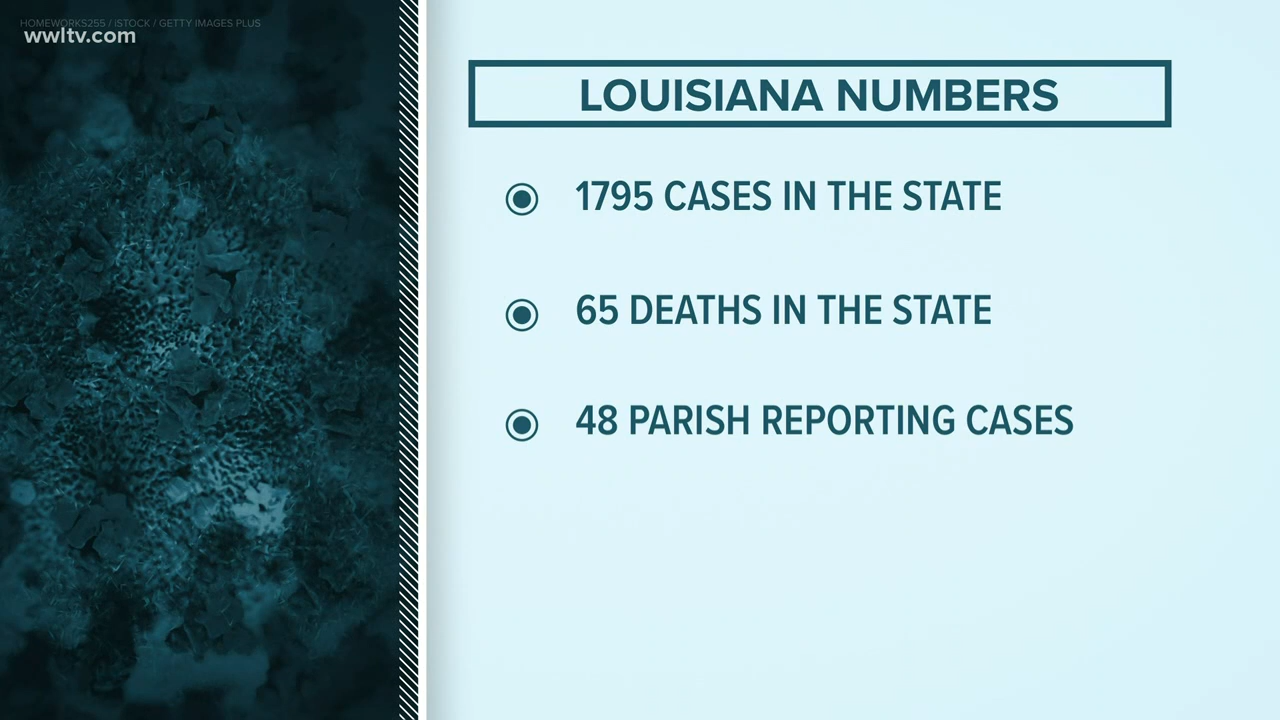 HOMEWORKS255 / iSTOCK / GETTY IMAGES PLUS
wwltv.com
LOUISIANA NUMBERS
1795 CASES IN THE STATE
65 DEATHS IN THE STATE
48 PARISH REPORTING CASES